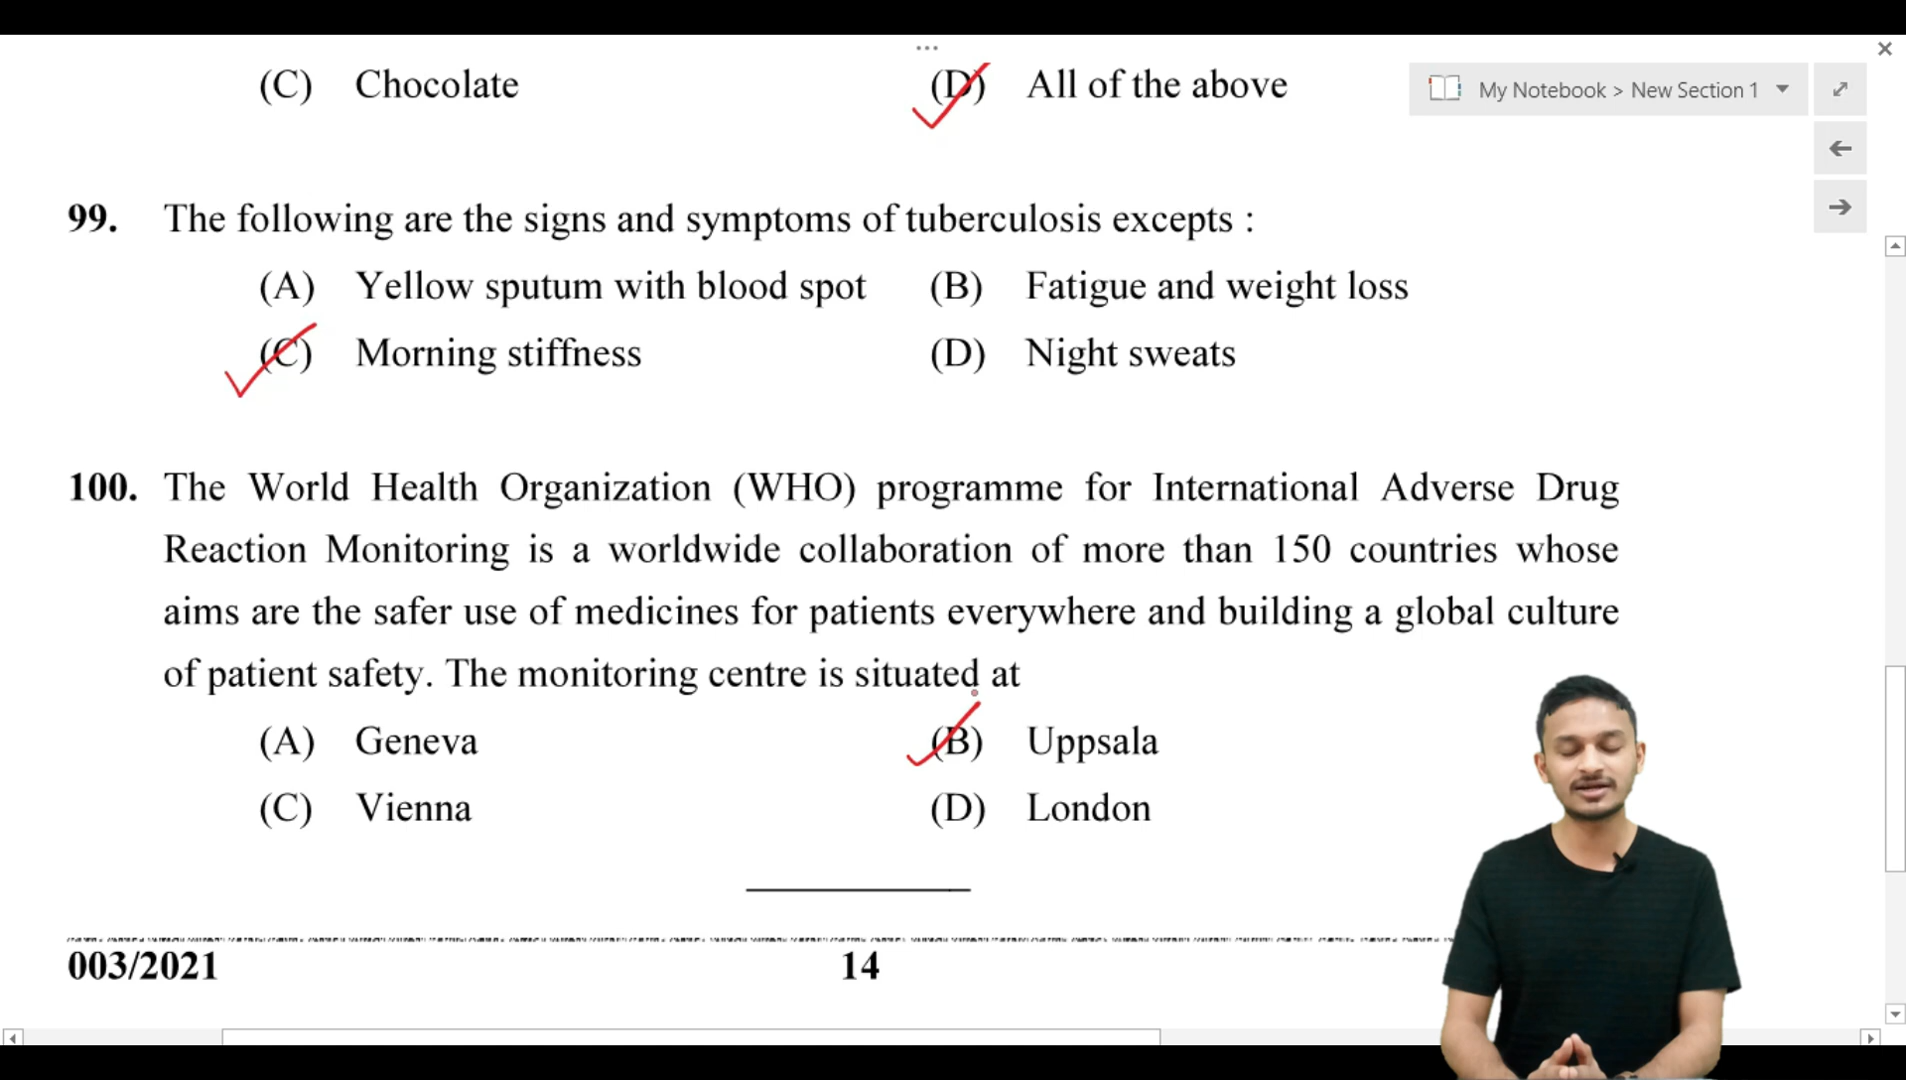 (C) Chocolate (D) All of the above
My Notebook > New Section 1
99. The following are the signs and symptoms of tuberculosis excepts :
(A) Yellow sputum with blood spot (B) Fatigue and weight loss
(C) Morning stiffness (D) Night sweats
100. The World Health Organization (WHO) programme for International Adverse Drug
Reaction Monitoring is a worldwide collaboration of more than 150 countries whose
aims are the safer use of medicines for patients everywhere and building a global culture
of patient safety. The monitoring centre is situated at
(A) Geneva (B) Uppsala
(C) Vienna (D) London
003/2021 14